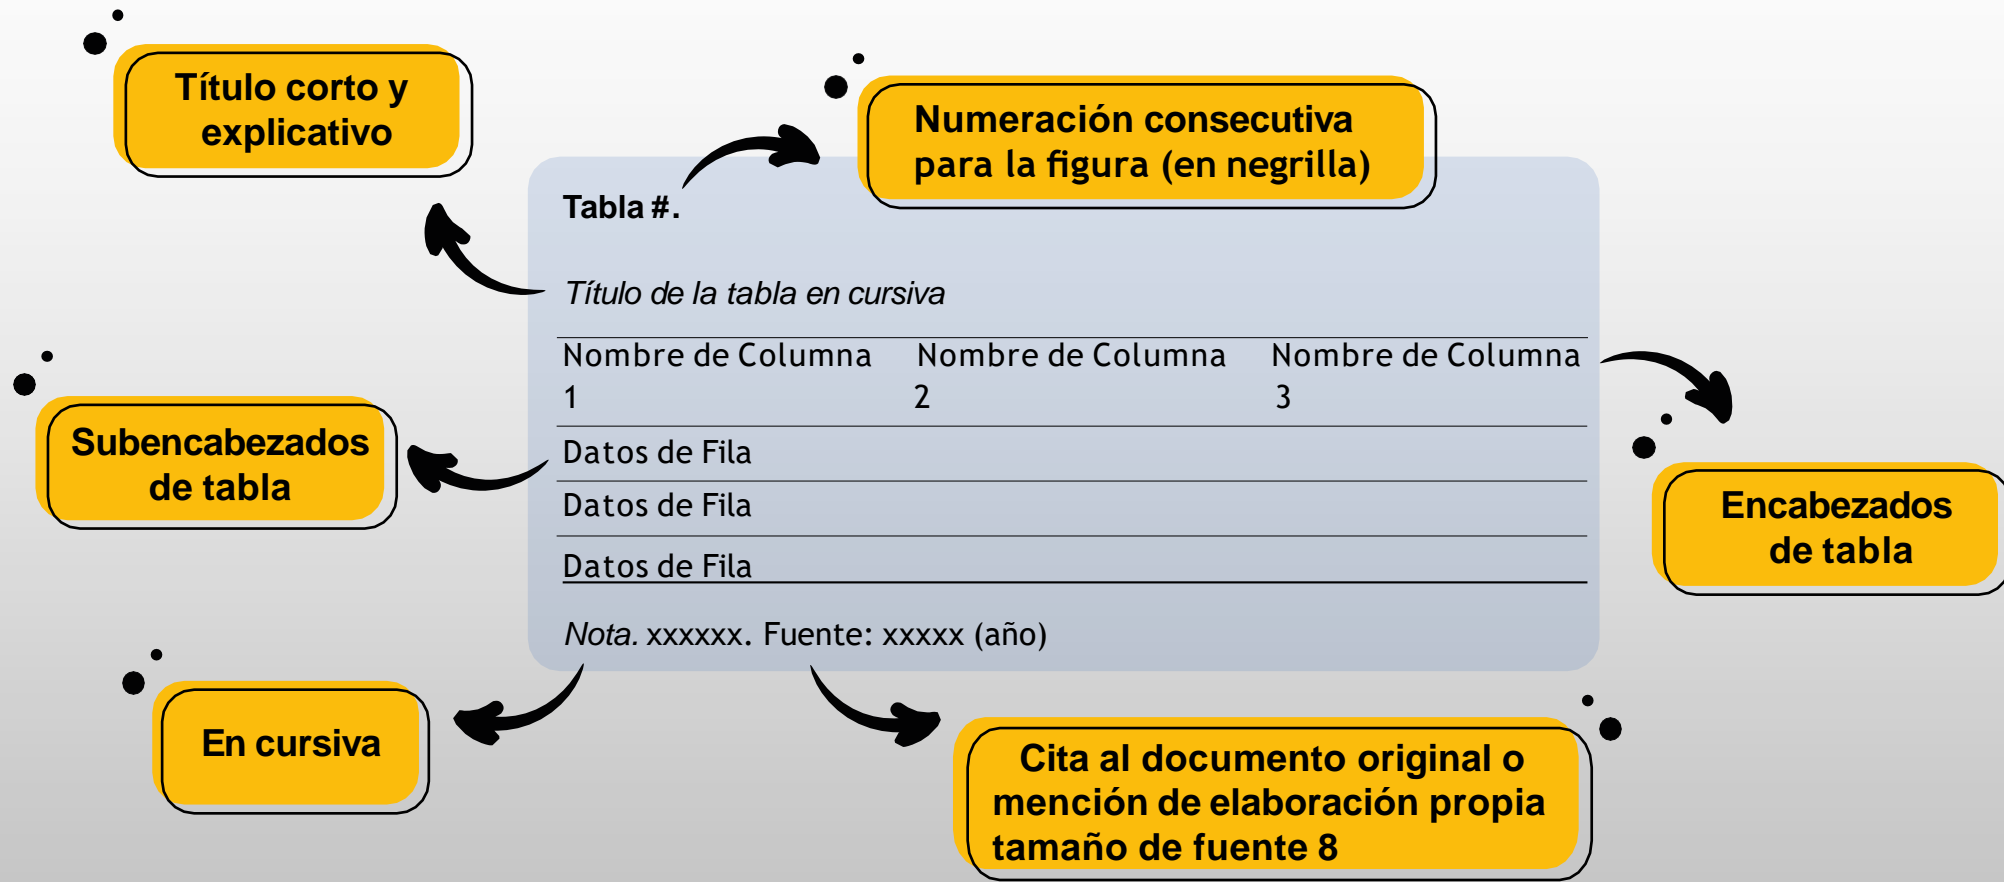 Título corto y
explicativo
Numeración consecutiva
para la figura (en negrilla)
Tabla #.
Título de la tabla en cursiva
Nombre de Columna Nombre de Columna Nombre de Columna
1 2 3
Subencabezados
de tabla
Datos de Fila
Datos de Fila
Datos de Fila
Encabezados
de tabla
Nota. xxxxxx. Fuente: xxxxx (año)
En cursiva
Cita al documento original o
mención de elaboración propia
tamaño de fuente 8